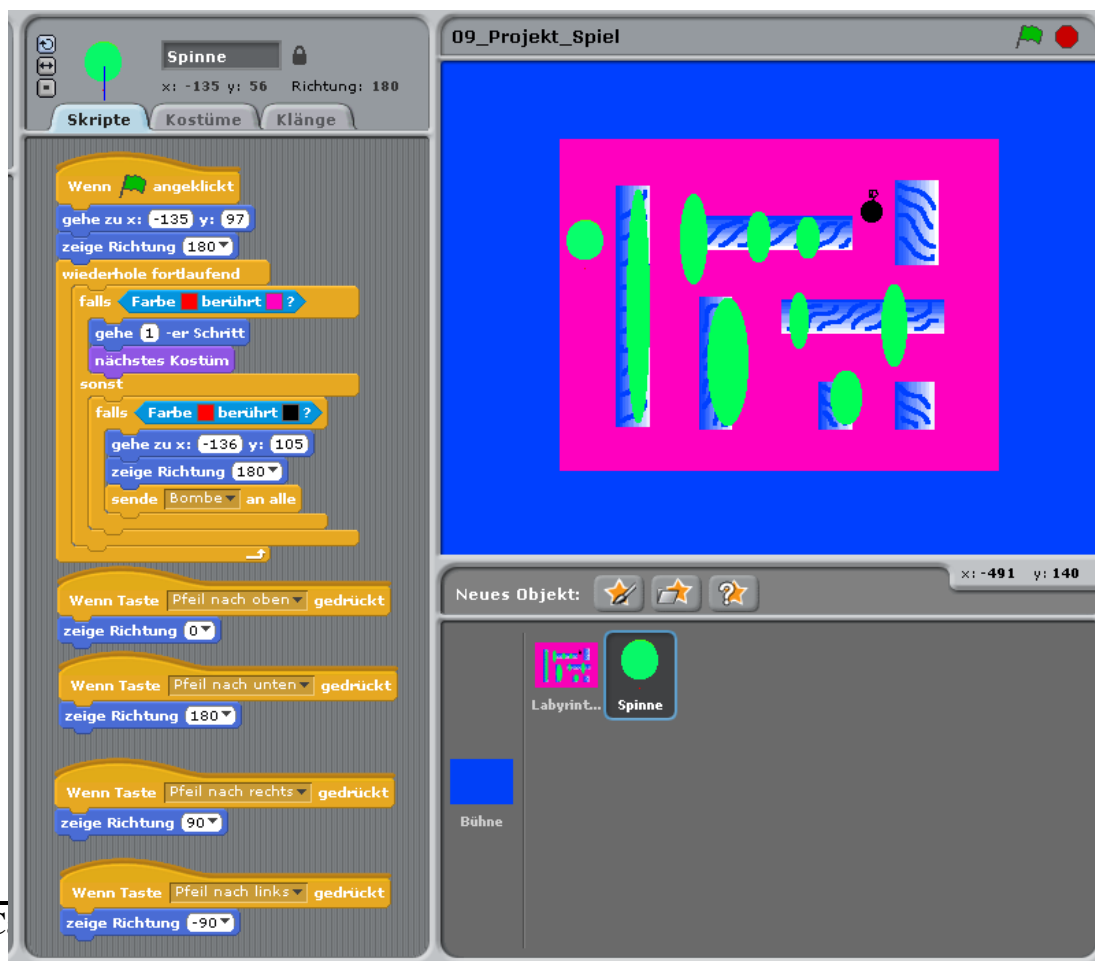 Spinne
x: -135 y: 56 Richtung: 180
Skripte Kostüme Klänge
Wenn angeklickt
gehe zu x: -135 y: 97
zeige Richtung 180
wiederhole fortlaufend
falls Farbe berührt ?
gehe 1 -er Schritt
nächstes Kostüm
sonst
falls Farbe berührt ?
gehe zu x: -136 y: 105
zeige Richtung 180
sende Bombe an alle
Wenn Taste Pfeil nach oben gedrückt
zeige Richtung 0
Wenn Taste Pfeil nach unten gedrückt
zeige Richtung 180
Wenn Taste Pfeil nach rechts gedrückt
zeige Richtung 90
Wenn Taste Pfeil nach links gedrückt
zeige Richtung -90
09_Projekt_Spiel
x: -491 y: 140
Neues Objekt:
Labyrint...
Spinne
Bühne